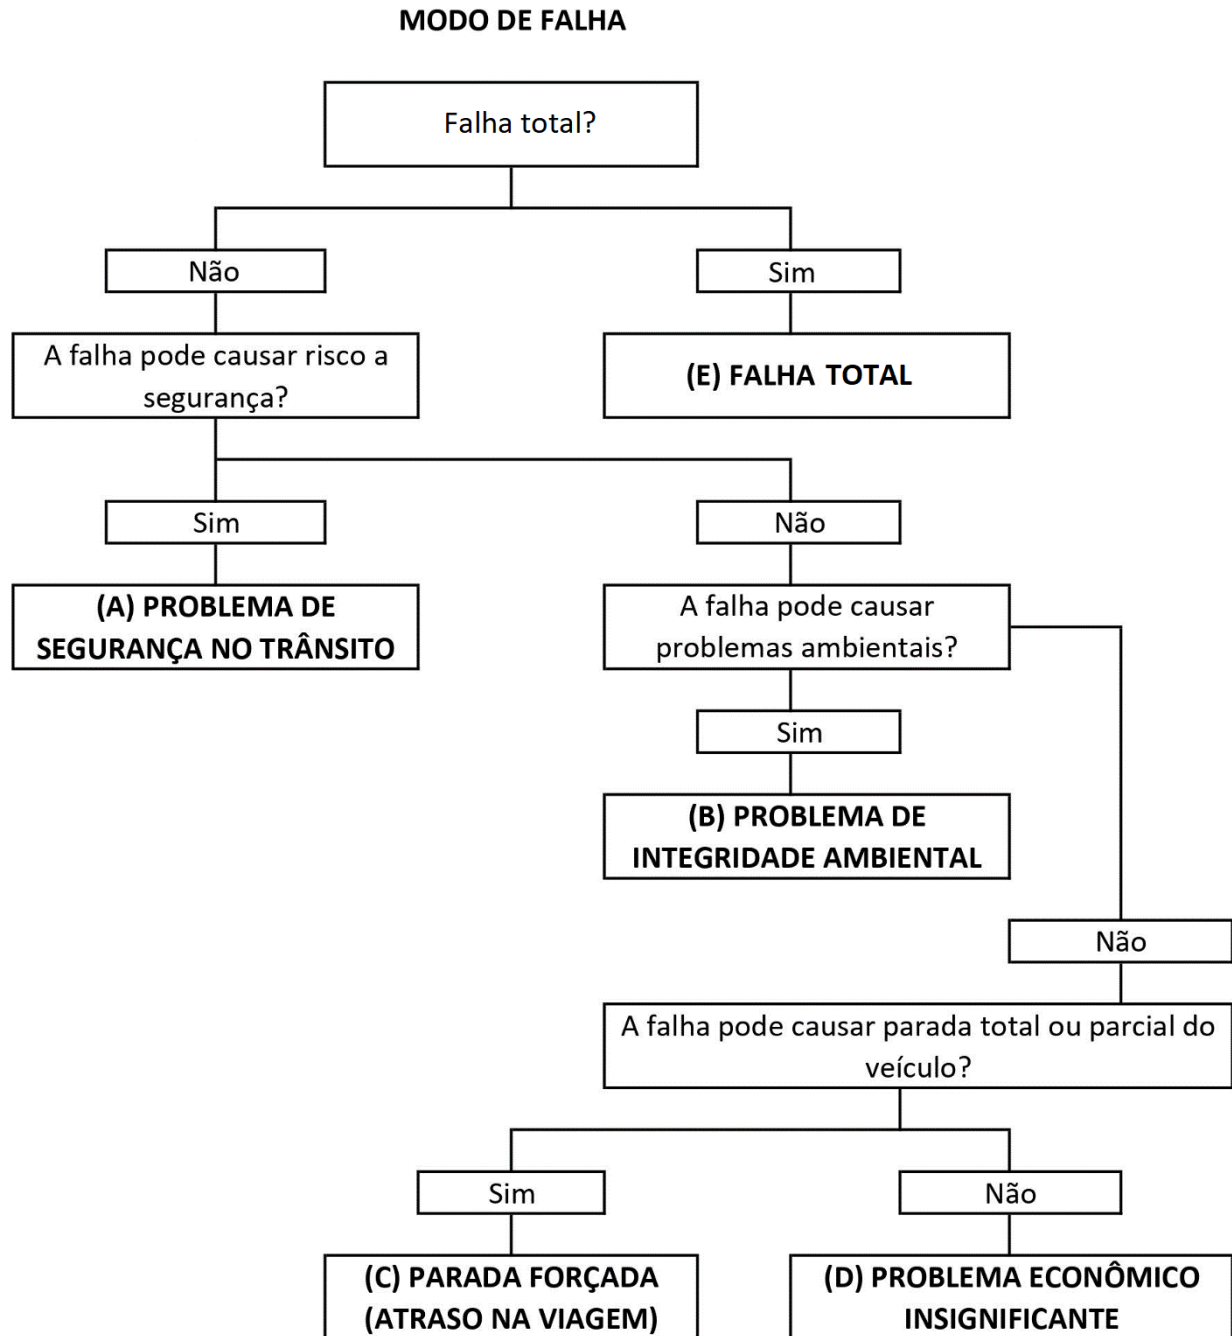 MODO DE FALHA
Falha total?
Não
Sim
A falha pode causar risco a
segurança?
(E) FALHA TOTAL
Sim
Não
(A) PROBLEMA DE
SEGURANÇA NO TRÂNSITO
A falha pode causar
problemas ambientais?
Sim
(B) PROBLEMA DE
INTEGRIDADE AMBIENTAL
Não
A falha pode causar parada total ou parcial do
veículo?
Sim
Não
(C) PARADA FORÇADA
(ATRASO NA VIAGEM)
(D) PROBLEMA ECONÔMICO
INSIGNIFICANTE